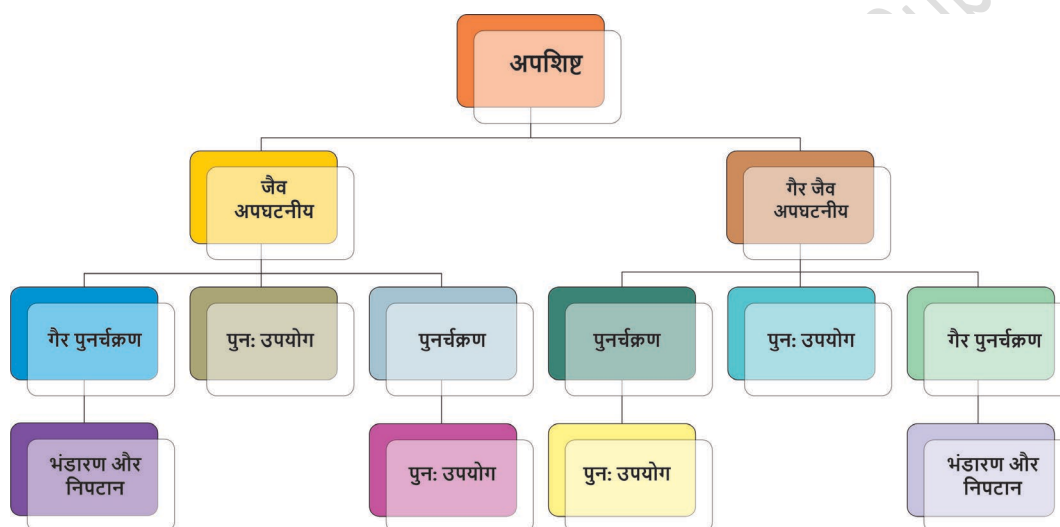 अपशिष्ट
जैव
अपघटनीय
गैर जैव
अपघटनीय
गैर पुनर्चक्रण
पुन: उपयोग
पुनर्चक्रण
पुनर्चक्रण
पुन: उपयोग
गैर पुनर्चक्रण
भंडारण और
निपटान
पुन: उपयोग
पुन: उपयोग
भंडारण और
निपटान